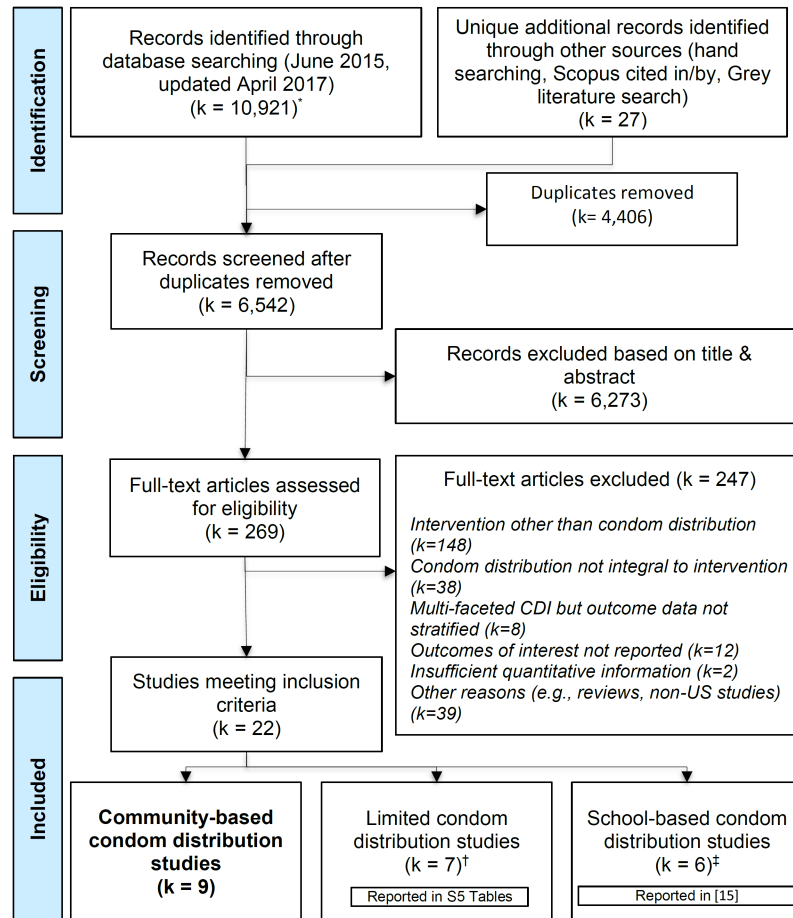 Identification
Records identified through
database searching (June 2015,
updated April 2017)
(k = 10,921)*
Unique additional records identified
through other sources (hand
searching, Scopus cited in/by, Grey
literature search)
(k = 27)
Duplicates removed
(k= 4,406)
Screening
Records screened after
duplicates removed
(k = 6,542)
Records excluded based on title &
abstract
(k = 6,273)
Eligibility
Full-text articles assessed
for eligibility
(k = 269)
Full-text articles excluded (k = 247)
Intervention other than condom distribution
(k=148)
Condom distribution not integral to intervention
(k=38)
Multi-faceted CDI but outcome data not
stratified (k=8)
Outcomes of interest not reported (k=12)
Insufficient quantitative information (k=2)
Other reasons (e.g., reviews, non-US studies)
(k=39)
Included
Studies meeting inclusion
criteria
(k = 22)
Community-based
condom distribution
studies
(k = 9)
Limited condom
distribution studies
(k = 7)†
Reported in S5 Tables
School-based condom
distribution studies
(k = 6)‡
Reported in [15]